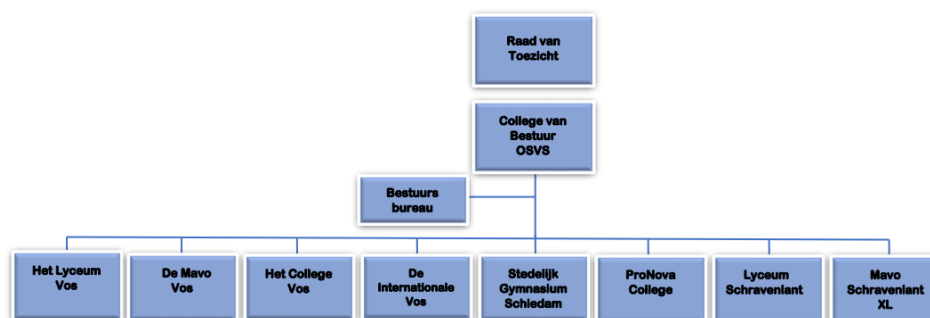 Raad van
Toezicht
College van
Bestuur
OSVS
Bestuurs
bureau
Het Lyceum
Vos
De Mavo
Vos
Het College
Vos
De
Internationale
Vos
Stedelijk
Gymnasium
Schiedam
ProNova
College
Lyceum
Schravenlant
Mavo
Schravenlant
XL